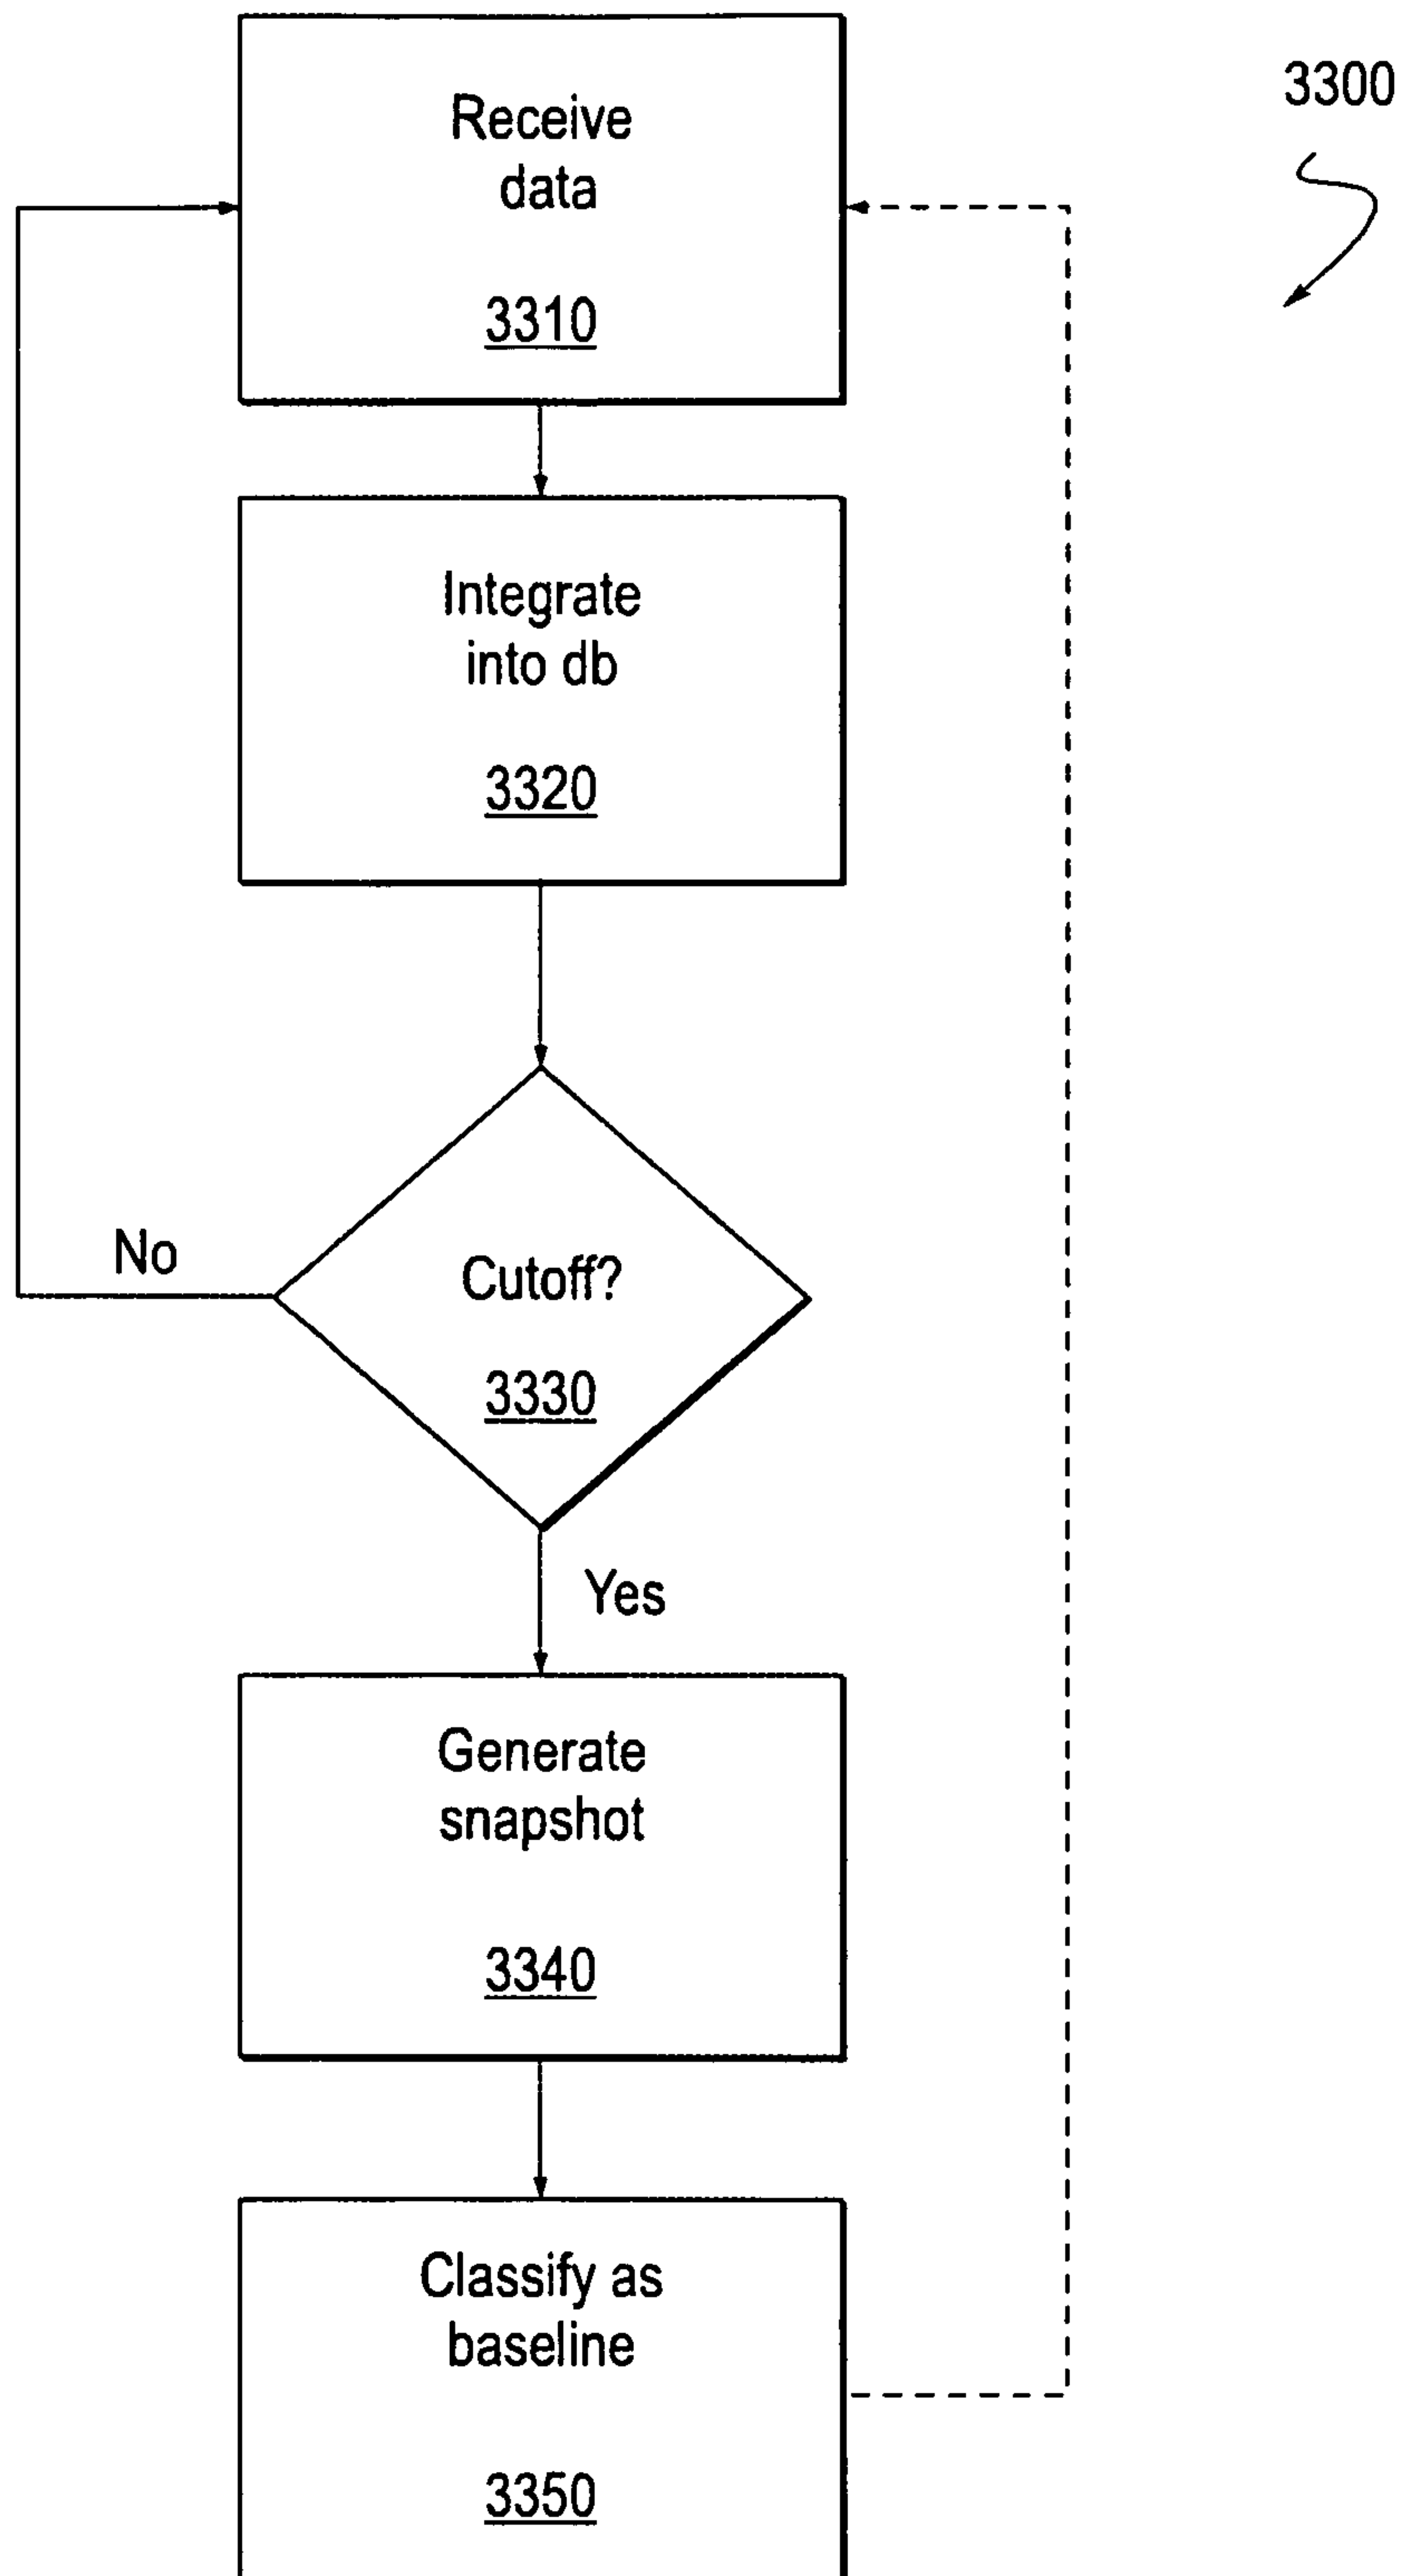 3300
Receive
data
3310
Integrate
into db
3320
No
Cutoff?
3330
Yes
Generate
snapshot
3340
Classify as
baseline
3350